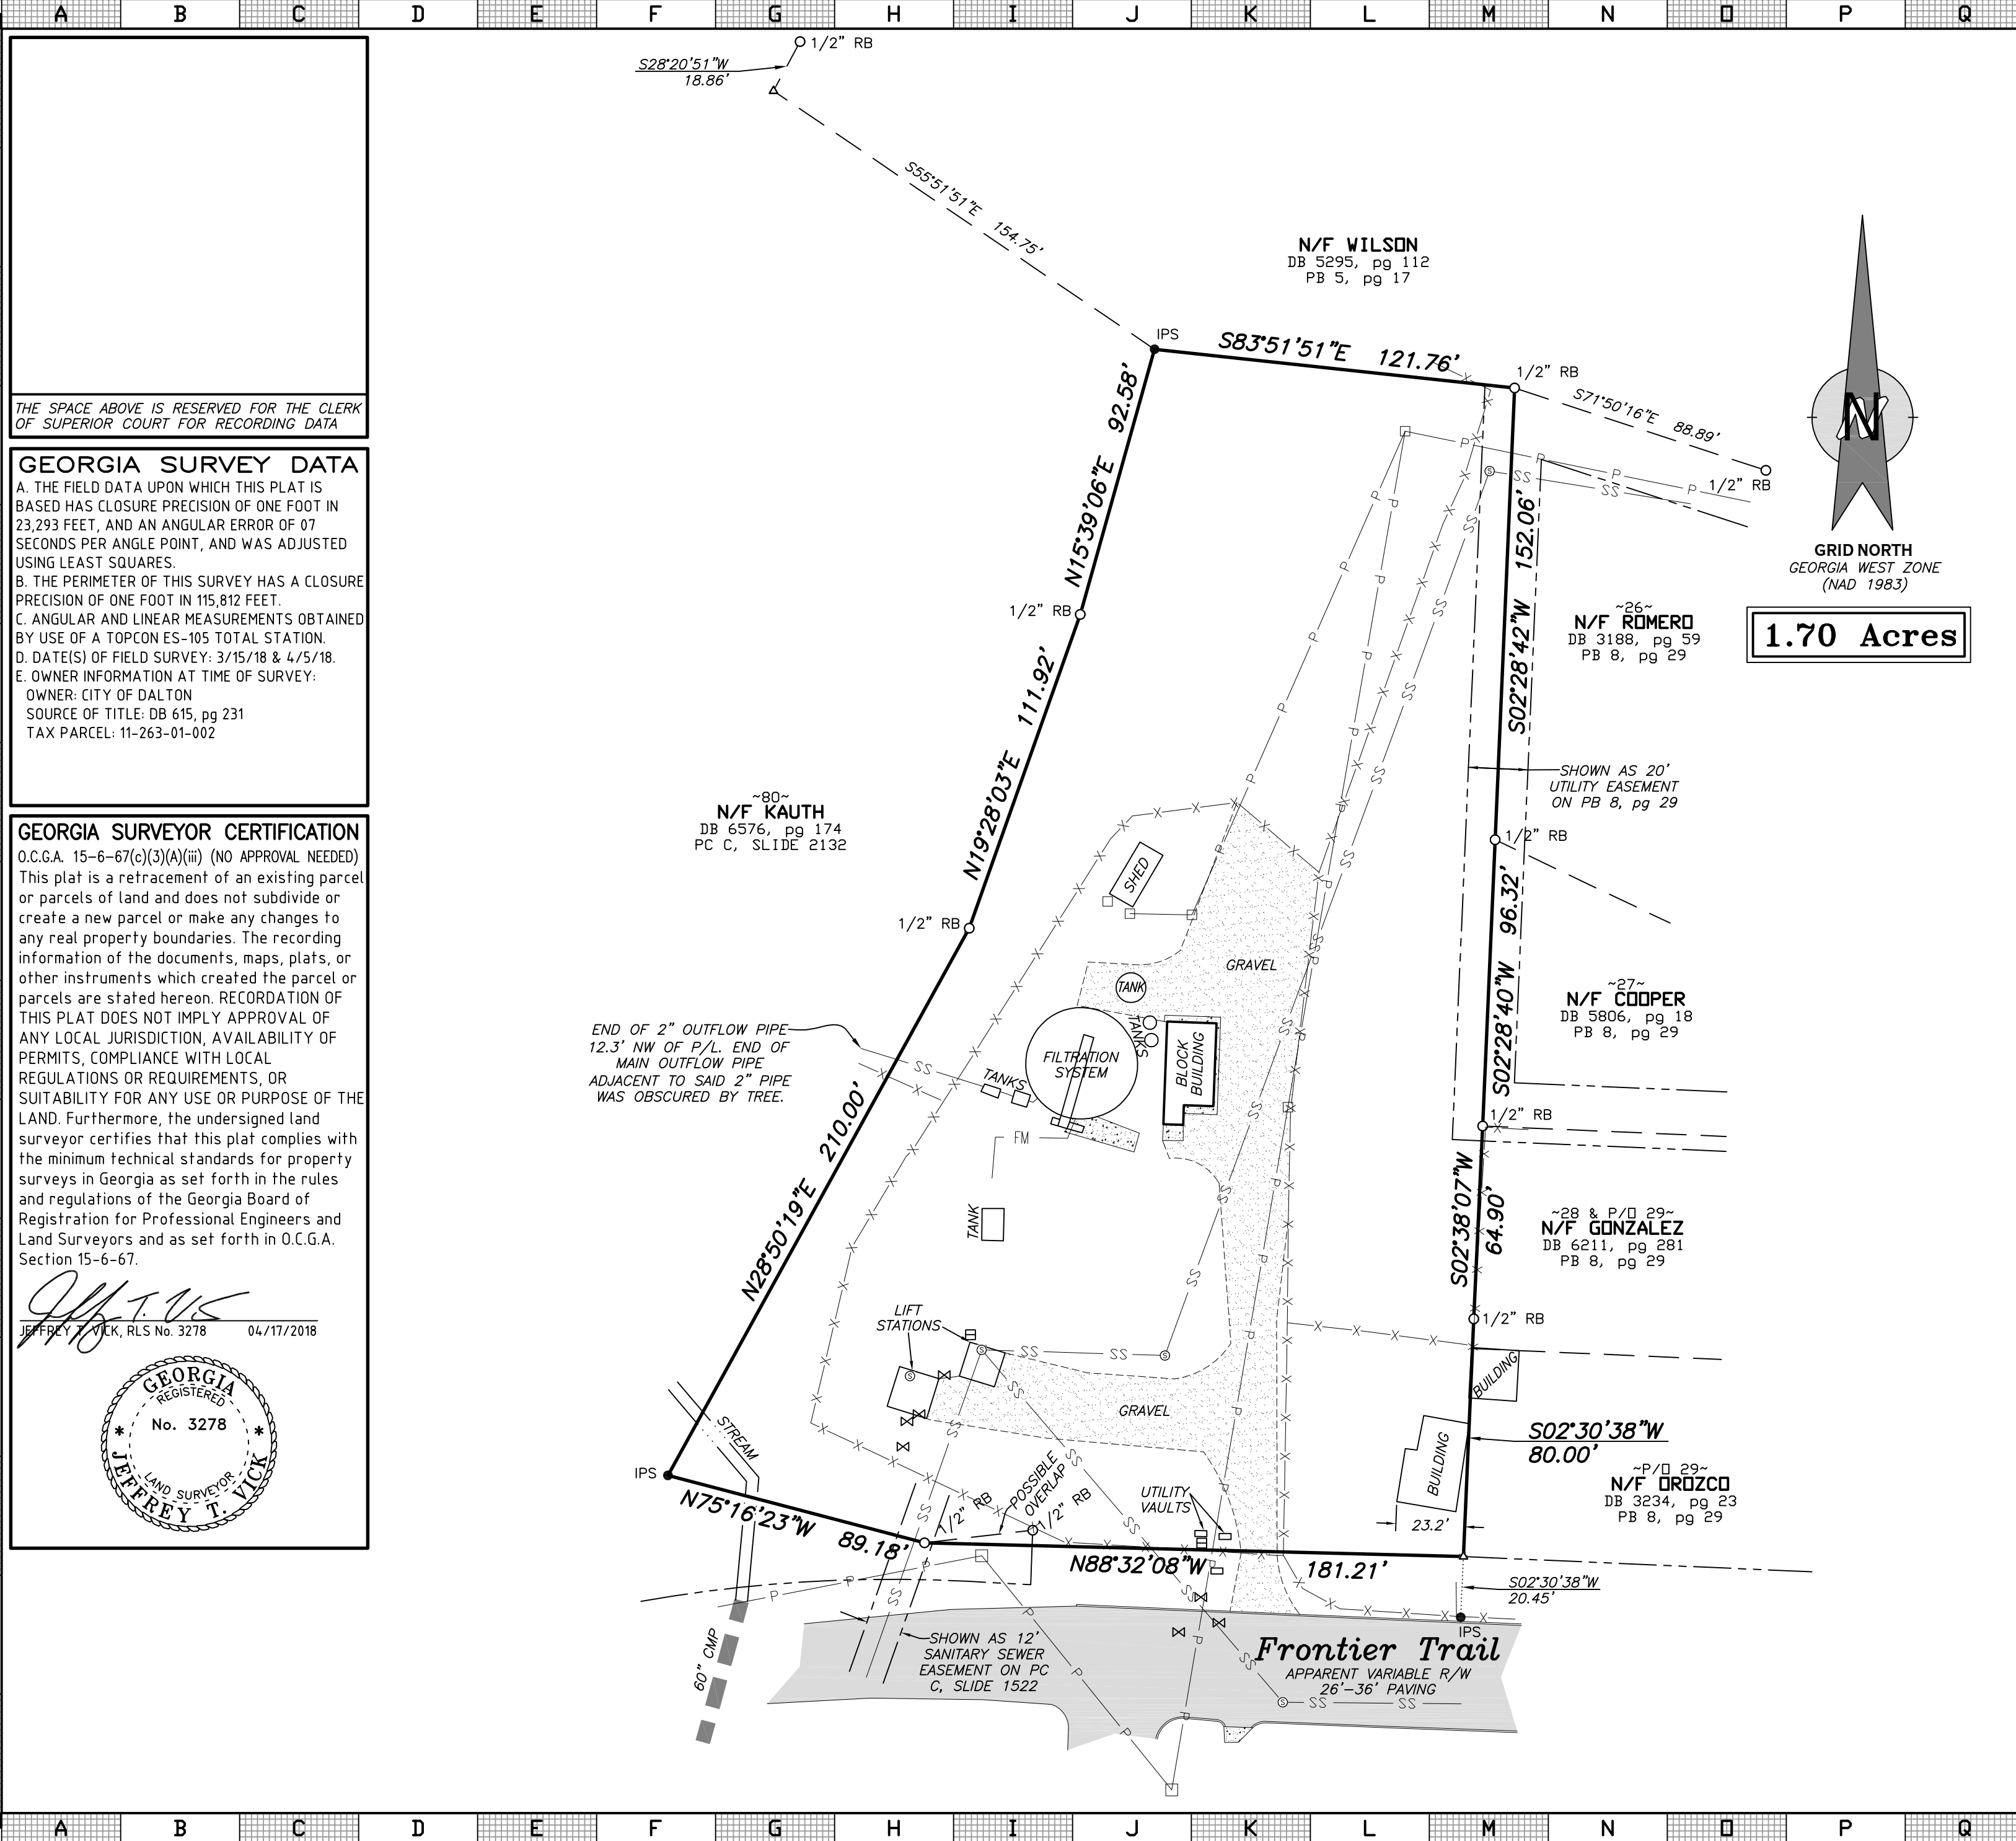 A B C D E F G H I J K L M N O P Q
THE SPACE ABOVE IS RESERVED FOR THE CLERK
OF SUPERIOR COURT FOR RECORDING DATA
GEORGIA SURVEY DATA
A. THE FIELD DATA UPON WHICH THIS PLAT IS
BASED HAS CLOSURE PRECISION OF ONE FOOT IN
23,293 FEET, AND AN ANGULAR ERROR OF 07
SECONDS PER ANGLE POINT, AND WAS ADJUSTED
USING LEAST SQUARES.
B. THE PERIMETER OF THIS SURVEY HAS A CLOSURE
PRECISION OF ONE FOOT IN 115,812 FEET.
C. ANGULAR AND LINEAR MEASUREMENTS OBTAINED
BY USE OF A TOPCON ES-105 TOTAL STATION.
D. DATE(S) OF FIELD SURVEY: 3/15/18 & 4/5/18.
E. OWNER INFORMATION AT TIME OF SURVEY:
OWNER: CITY OF DALTON
SOURCE OF TITLE: DB 615, pg 231
TAX PARCEL: 11-263-01-002
GEORGIA SURVEYOR CERTIFICATION
O.C.G.A. 15-6-67(c)(3)(A)(iii) (NO APPROVAL NEEDED)
This plat is a retracement of an existing parcel
or parcels of land and does not subdivide or
create a new parcel or make any changes to
any real property boundaries. The recording
information of the documents, maps, plats, or
other instruments which created the parcel or
parcels are stated hereon. RECORDATION OF
THIS PLAT DOES NOT IMPLY APPROVAL OF
ANY LOCAL JURISDICTION, AVAILABILITY OF
PERMITS, COMPLIANCE WITH LOCAL
REGULATIONS OR REQUIREMENTS, OR
SUITABILITY FOR ANY USE OR PURPOSE OF THE
LAND. Furthermore, the undersigned land
surveyor certifies that this plat complies with
the minimum technical standards for property
surveys in Georgia as set forth in the rules
and regulations of the Georgia Board of
Registration for Professional Engineers and
Land Surveyors and as set forth in O.C.G.A.
Section 15-6-67.
JEFFREY T. VICK, RLS No. 3278 04/17/2018
GEORGIA
REGISTERED
No. 3278
LAND SURVEYOR
* JEFFREY T. VICK *
1/2" RB
S28°20'51"W
18.86'
S55°51'51"E 154.75'
N/F WILSON
DB 5295, pg 112
PB 5, pg 17
IPS
S83°51'51"E 121.76'
1/2" RB
S71°50'16"E 88.89'
1/2" RB
N
GRID NORTH
GEORGIA WEST ZONE
(NAD 1983)
1.70 Acres
N15°39'06"E 92.58'
1/2" RB
S02°28'42"W 152.06'
~26~
N/F ROMERO
DB 3188, pg 59
PB 8, pg 29
N19°28'03"E 111.92'
SHOWN AS 20'
UTILITY EASEMENT
ON PB 8, pg 29
~80~
N/F KAUTH
DB 6576, pg 174
PC C, SLIDE 2132
1/2" RB
SHED
1/2" RB
S02°28'40"W 96.32'
GRAVEL
TANK
TANKS
FILTRATION
SYSTEM
BLOCK
BUILDING
TANKS
~27~
N/F COOPER
DB 5806, pg 18
PB 8, pg 29
END OF 2" OUTFLOW PIPE
12.3' NW OF P/L. END OF
MAIN OUTFLOW PIPE
ADJACENT TO SAID 2" PIPE
WAS OBSCURED BY TREE.
FM
1/2" RB
N28°50'19"E 210.00'
TANK
S02°38'07"W
64.90'
~28 & P/O 29~
N/F GONZALEZ
DB 6211, pg 281
PB 8, pg 29
LIFT
STATIONS
1/2" RB
BUILDING
GRAVEL
STREAM
BUILDING
S02°30'38"W
80.00'
~P/O 29~
N/F OROZCO
DB 3234, pg 23
PB 8, pg 29
IPS
POSSIBLE
OVERLAP
1/2" RB
1/2" RB
UTILITY
VAULTS
23.2'
N75°16'23"W 89.18'
N88°32'08"W 181.21'
S02°30'38"W
20.45'
IPS
60" CMP
SHOWN AS 12'
SANITARY SEWER
EASEMENT ON PC
C, SLIDE 1522
Frontier Trail
APPARENT VARIABLE R/W
26'-36' PAVING
SS SS
A B C D E F G H I J K L M N O P Q